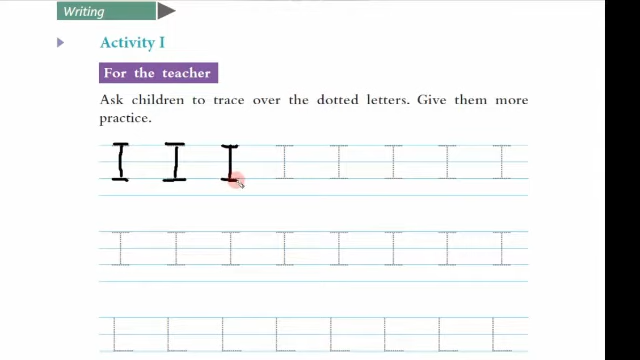 Writing
Activity I
For the teacher
Ask children to trace over the dotted letters. Give them more
practice.
I I I I I I I I
I I I I I I I I
L L L L L L L L